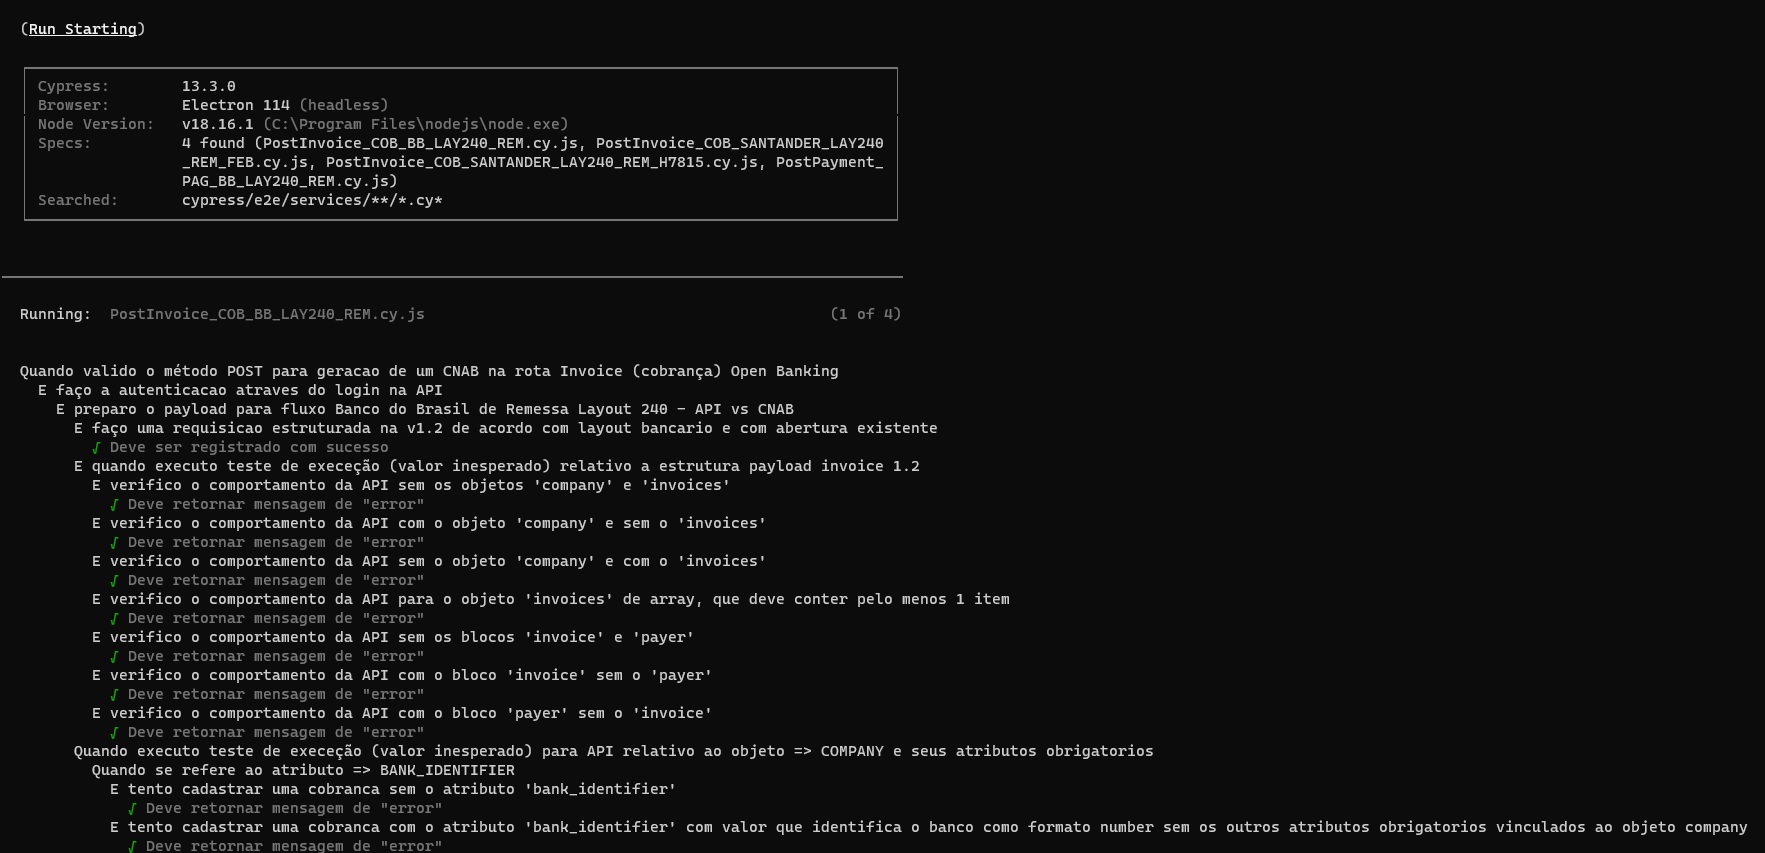 (Run Starting)
Cypress: 13.3.0
Browser: Electron 114 (headless)
Node Version: v18.16.1 (C:\Program Files\nodejs\node.exe)
Specs: 4 found (PostInvoice_COB_BB_LAY240_REM.cy.js, PostInvoice_COB_SANTANDER_LAY240
_REM_FEB.cy.js, PostInvoice_COB_SANTANDER_LAY240_REM_H7815.cy.js, PostPayment_
PAG_BB_LAY240_REM.cy.js)
Searched: cypress/e2e/services/**/*.cy*
Running: PostInvoice_COB_BB_LAY240_REM.cy.js (1 of 4)
Quando valido o método POST para geracao de um CNAB na rota Invoice (cobrança) Open Banking
E faço a autenticacao atraves do login na API
E preparo o payload para fluxo Banco do Brasil de Remessa Layout 240 - API vs CNAB
E faço uma requisicao estruturada na v1.2 de acordo com layout bancario e com abertura existente
√ Deve ser registrado com sucesso
E quando executo teste de execeção (valor inesperado) relativo a estrutura payload invoice 1.2
E verifico o comportamento da API sem os objetos 'company' e 'invoices'
√ Deve retornar mensagem de "error"
E verifico o comportamento da API com o objeto 'company' e sem o 'invoices'
√ Deve retornar mensagem de "error"
E verifico o comportamento da API sem o objeto 'company' e com o 'invoices'
√ Deve retornar mensagem de "error"
E verifico o comportamento da API para o objeto 'invoices' de array, que deve conter pelo menos 1 item
√ Deve retornar mensagem de "error"
E verifico o comportamento da API sem os blocos 'invoice' e 'payer'
√ Deve retornar mensagem de "error"
E verifico o comportamento da API com o bloco 'invoice' sem o 'payer'
√ Deve retornar mensagem de "error"
E verifico o comportamento da API com o bloco 'payer' sem o 'invoice'
√ Deve retornar mensagem de "error"
Quando executo teste de execeção (valor inesperado) para API relativo ao objeto => COMPANY e seus atributos obrigatorios
Quando se refere ao atributo => BANK_IDENTIFIER
E tento cadastrar uma cobranca sem o atributo 'bank_identifier'
√ Deve retornar mensagem de "error"
E tento cadastrar uma cobranca com o atributo 'bank_identifier' com valor que identifica o banco como formato number sem os outros atributos obrigatorios vinculados ao objeto company
√ Deve retornar mensagem de "error"